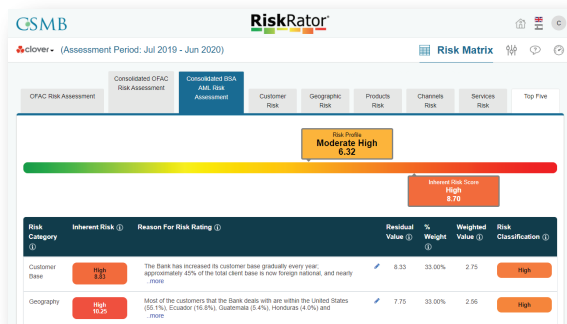 CSMB
RiskRator
C
clover (Assessment Period: Jul 2019 - Jun 2020)
Risk Matrix
OFAC Risk Assessment
Consolidated OFAC
Risk Assessment
Consolidated BSA
AML Risk
Assessment
Customer
Risk
Geographic
Risk
Products
Risk
Channels
Risk
Services
Risk
Top Five
Risk Profile
Moderate High
6.32
Inherent Risk Score
High
8.70
Risk
Category
Inherent Risk
Reason For Risk Rating
Residual
Value
%
Weight
Weighted
Value
Risk
Classification
Customer
Base
High
8.83
The Bank has increased its customer base gradually every year;
approximately 45% of the total client base is now foreign national, and nearly
...more
8.33
33.00%
2.75
High
Geography
High
10.25
Most of the customers that the Bank deals with are within the United States
(55.1%), Ecuador (16.8%), Guatemala (5.4%), Honduras (4.0%) and
...more
7.75
33.00%
2.56
High